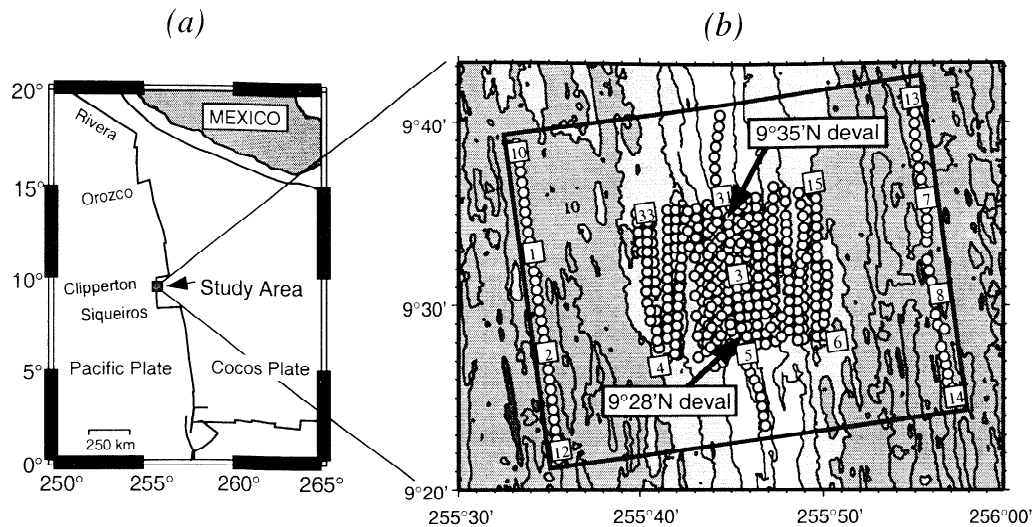 (a)
(b)
20°
15°
10°
5°
0°
250°
255°
260°
265°
MEXICO
Rivera
Orozco
Clipperton
Siqueiros
Study Area
Pacific Plate
Cocos Plate
250 km
9°40'
9°30'
9°20'
255°30'
255°40'
255°50'
256°00'
9°35'N deval
9°28'N deval
10
13
33
31
15
10
7
1
3
8
2
4
5
6
12
14